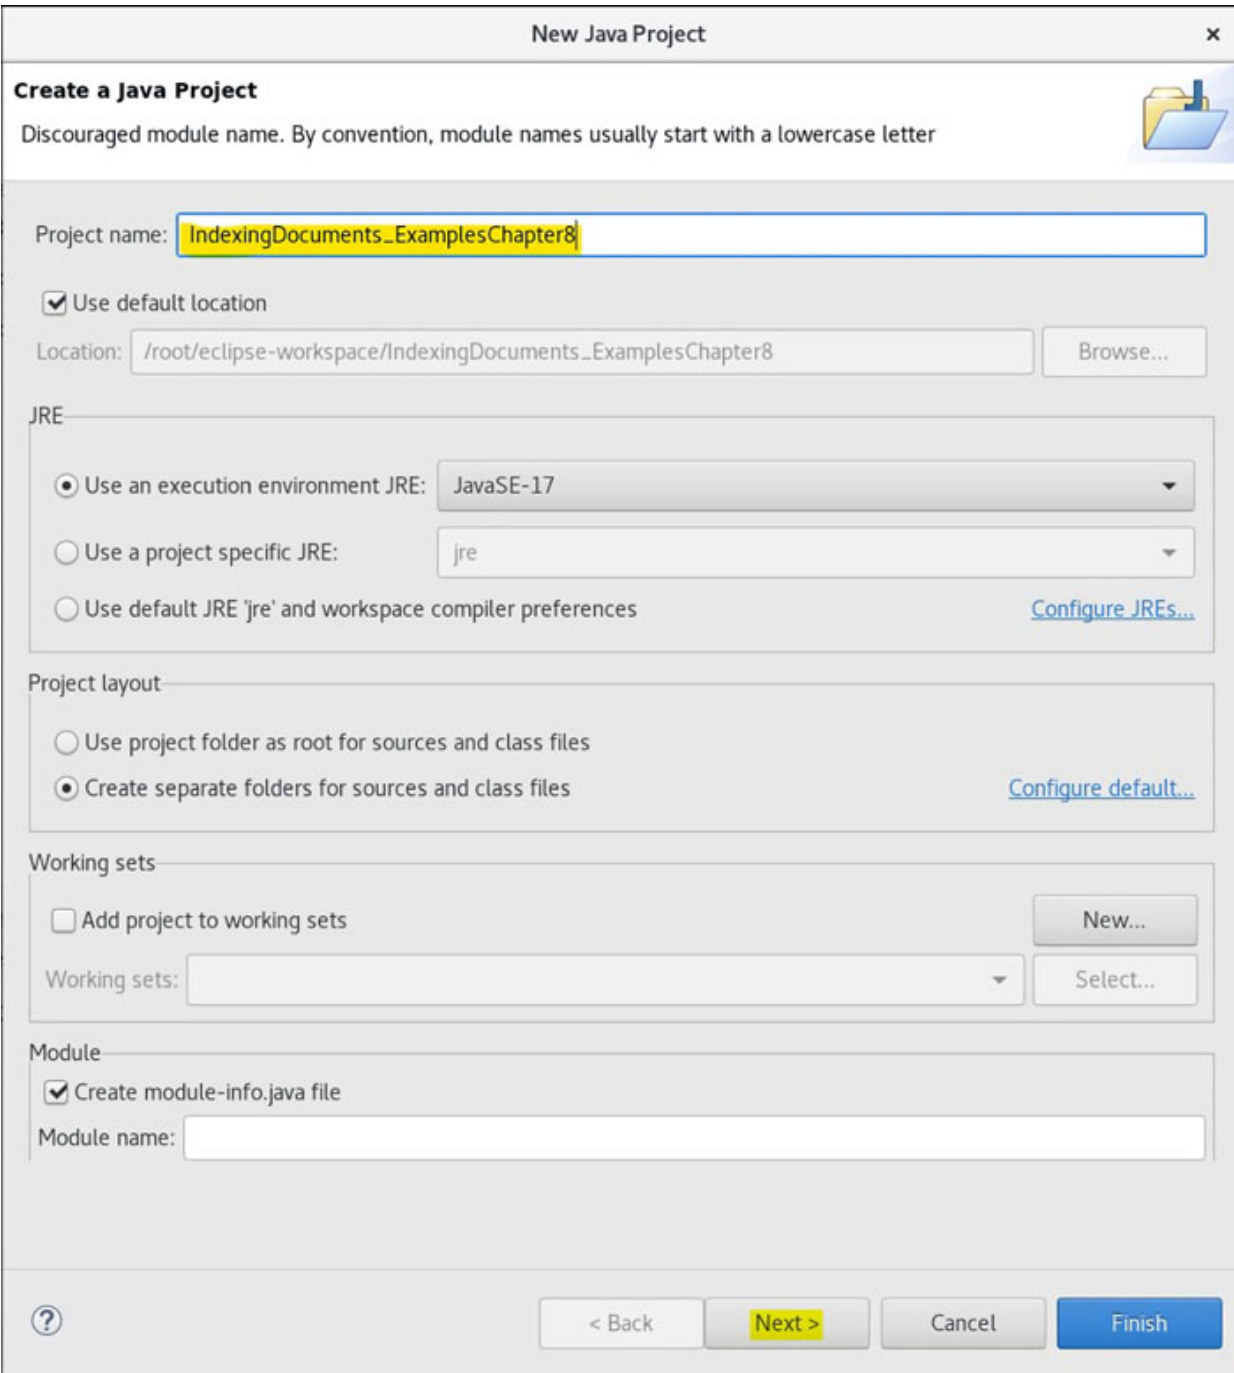 New Java Project
Create a Java Project
Discouraged module name. By convention, module names usually start with a lowercase letter
Project name: IndexingDocuments_ExamplesChapter8
Use default location
Location: /root/eclipse-workspace/IndexingDocuments_ExamplesChapter8 Browse...
JRE
Use an execution environment JRE: JavaSE-17
Use a project specific JRE: jre
Use default JRE 'jre' and workspace compiler preferences Configure JREs...
Project layout
Use project folder as root for sources and class files
Create separate folders for sources and class files Configure default...
Working sets
Add project to working sets New...
Working sets: Select...
Module
Create module-info.java file
Module name:
? < Back Next > Cancel Finish